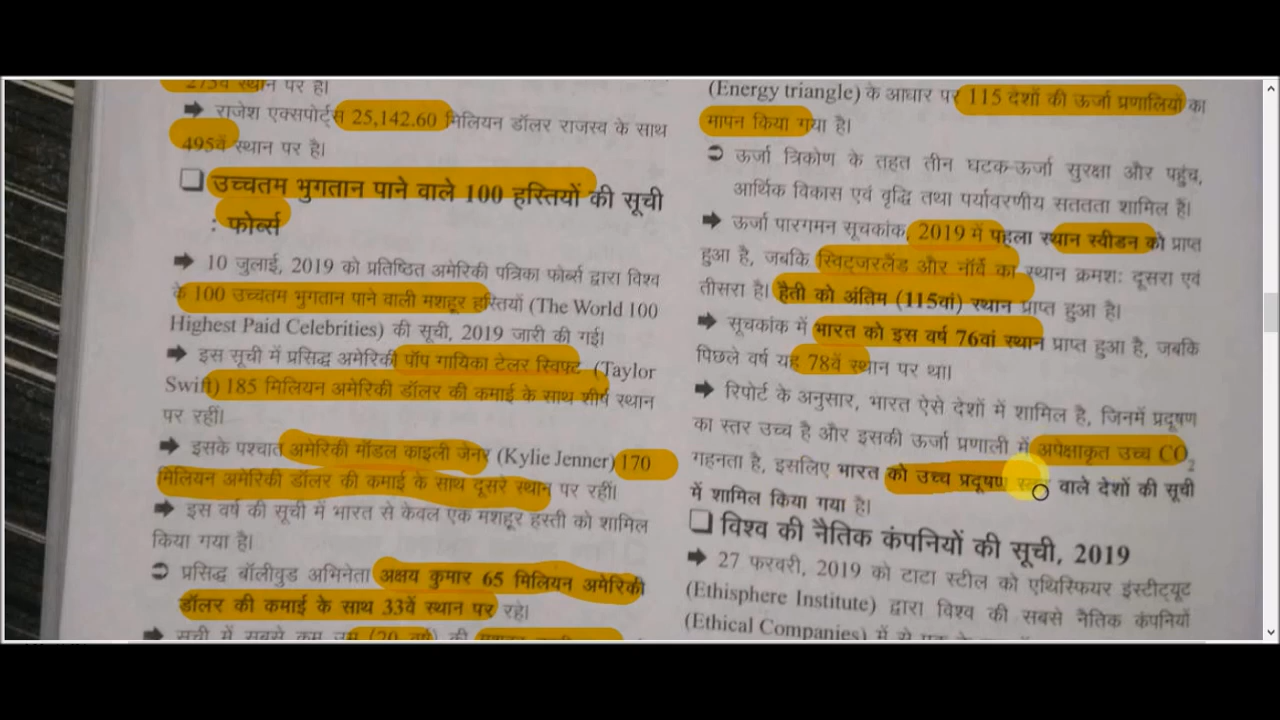 275वें स्थान पर है।
➡ राजेश एक्सपोर्ट्स 25,142.60 मिलियन डॉलर राजस्व के साथ
495वें स्थान पर है।
❑ उच्चतम भुगतान पाने वाले 100 हस्तियों की सूची
: फोर्ब्स
➡ 10 जुलाई, 2019 को प्रतिष्ठित अमेरिकी पत्रिका फोर्ब्स द्वारा विश्व
के 100 उच्चतम भुगतान पाने वाली मशहूर हस्तियों (The World 100
Highest Paid Celebrities) की सूची, 2019 जारी की गई।
➡ इस सूची में प्रसिद्ध अमेरिकी पॉप गायिका टेलर स्विफ्ट (Taylor
Swift) 185 मिलियन अमेरिकी डॉलर की कमाई के साथ शीर्ष स्थान
पर रहीं।
➡ इसके पश्चात अमेरिकी मॉडल काइली जेनर (Kylie Jenner) 170
मिलियन अमेरिकी डॉलर की कमाई के साथ दूसरे स्थान पर रहीं।
➡ इस वर्ष की सूची में भारत से केवल एक मशहूर हस्ती को शामिल
किया गया है।
➲ प्रसिद्ध बॉलीवुड अभिनेता अक्षय कुमार 65 मिलियन अमेरिकी
डॉलर की कमाई के साथ 33वें स्थान पर रहे।
➡ सूची में सबसे कम उम्र (20 वर्ष) की
(Energy triangle) के आधार पर 115 देशों की ऊर्जा प्रणालियों का
मापन किया गया है।
➲ ऊर्जा त्रिकोण के तहत तीन घटक-ऊर्जा सुरक्षा और पहुंच,
आर्थिक विकास एवं वृद्धि तथा पर्यावरणीय सततता शामिल हैं।
➡ ऊर्जा पारगमन सूचकांक, 2019 में पहला स्थान स्वीडन को प्राप्त
हुआ है, जबकि स्विट्जरलैंड और नॉर्वे का स्थान क्रमश: दूसरा एवं
तीसरा है। हैती को अंतिम (115वां) स्थान प्राप्त हुआ है।
➡ सूचकांक में भारत को इस वर्ष 76वां स्थान प्राप्त हुआ है, जबकि
पिछले वर्ष यह 78वें स्थान पर था।
➡ रिपोर्ट के अनुसार, भारत ऐसे देशों में शामिल है, जिनमें प्रदूषण
का स्तर उच्च है और इसकी ऊर्जा प्रणाली में अपेक्षाकृत उच्च CO₂
गहनता है, इसलिए भारत को उच्च प्रदूषण वाले देशों की सूची
में शामिल किया गया है।
❑ विश्व की नैतिक कंपनियों की सूची, 2019
➡ 27 फरवरी, 2019 को टाटा स्टील को एथिस्फियर इंस्टीट्यूट
(Ethisphere Institute) द्वारा विश्व की सबसे नैतिक कंपनियों
(Ethical Companies) में से एक के